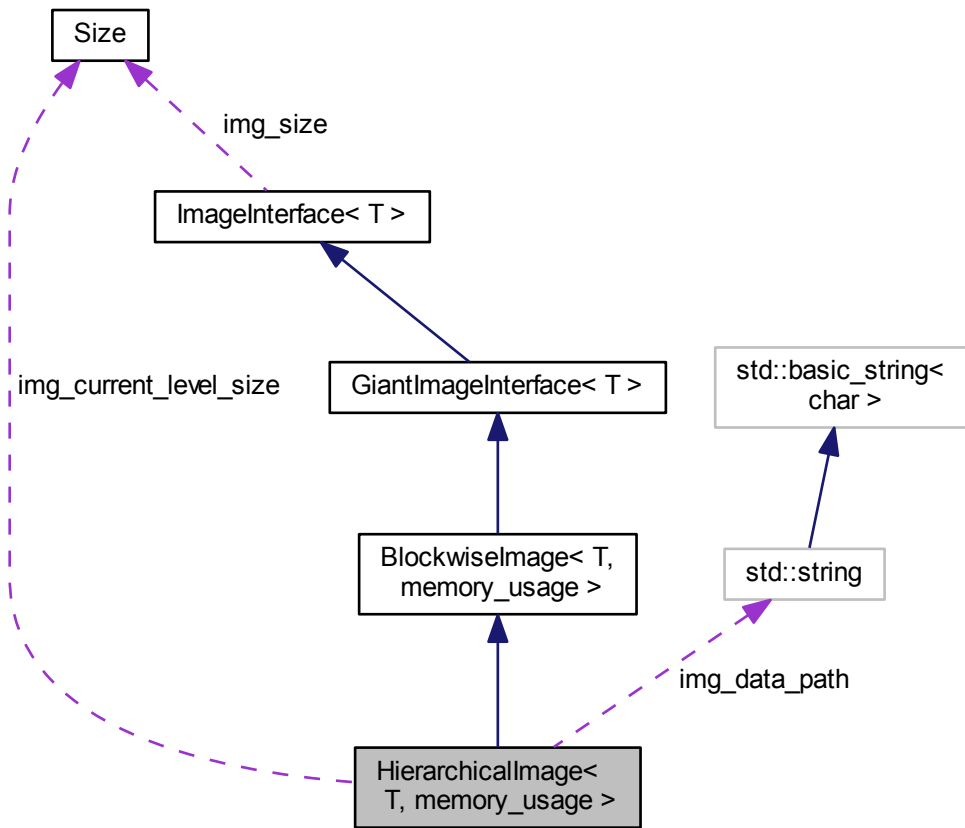 Size
img_size
ImageInterface< T >
img_current_level_size
GiantImageInterface< T >
std::basic_string<
char >
BlockwiseImage< T,
memory_usage >
std::string
img_data_path
HierarchicalImage<
T, memory_usage >